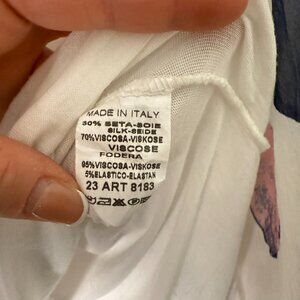 MADE IN ITALY
30% SETA-SOIE
SILK-SEIDE
70%VISCOSA-VISKOSE
VISCOSE
FODERA
95%VISCOSA-VISKOSE
5%ELASTICO-ELASTAN
23 ART 8183